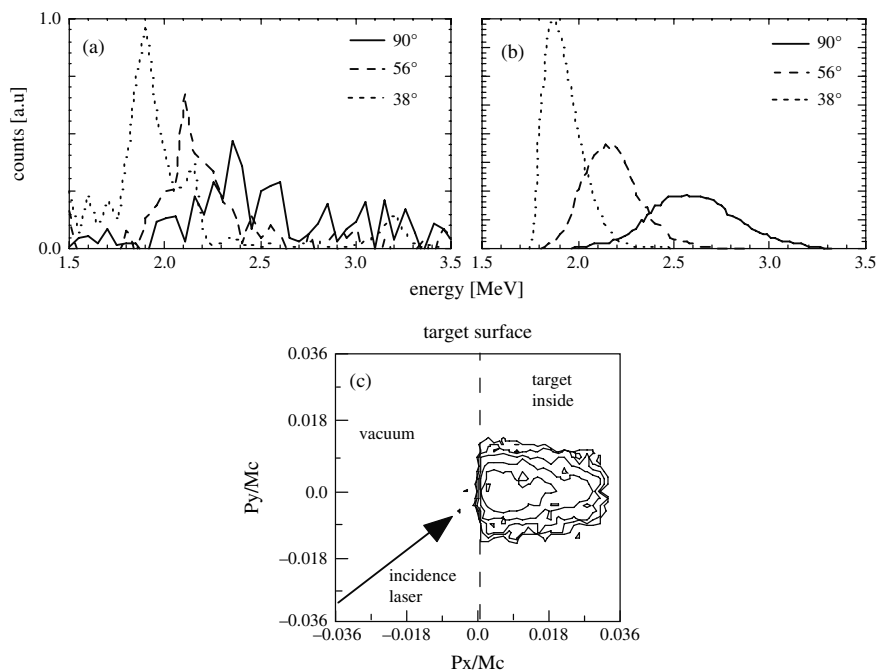 (a)
90°
56°
38°
counts [a.u]
1.0
0.0
1.5
2.0
2.5
3.0
3.5
(b)
90°
56°
38°
1.5
2.0
2.5
3.0
3.5
energy [MeV]
target surface
(c)
target
inside
vacuum
incidence
laser
Py/Mc
0.036
0.018
0.0
−0.018
−0.036
−0.036
−0.018
0.0
0.018
0.036
Px/Mc